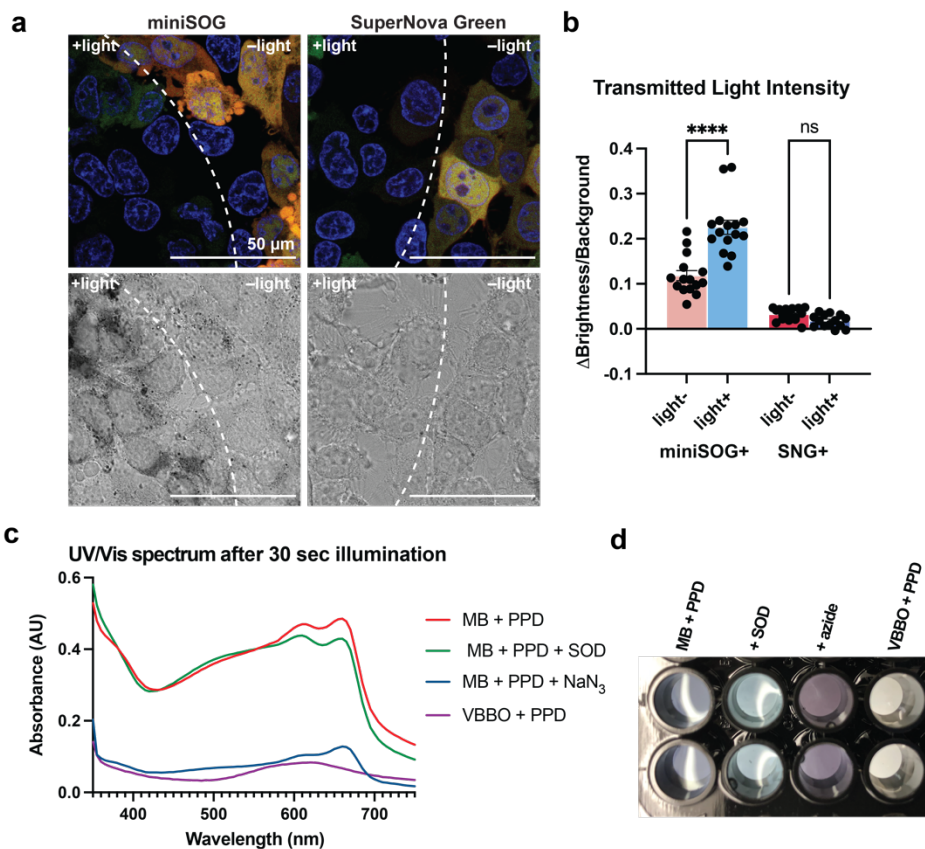 a
miniSOG
SuperNova Green
+light
–light
+light
–light
50 µm
+light
–light
+light
–light
b
Transmitted Light Intensity
****
ns
ΔBrightness/Background
0.4
0.3
0.2
0.1
0.0
-0.1
light-
light+
light-
light+
miniSOG+
SNG+
c
UV/Vis spectrum after 30 sec illumination
Absorbance (AU)
0.6
0.4
0.2
0.0
400
500
600
700
Wavelength (nm)
MB + PPD
MB + PPD + SOD
MB + PPD + NaN₃
VBBO + PPD
d
MB + PPD
+ SOD
+ azide
VBBO + PPD